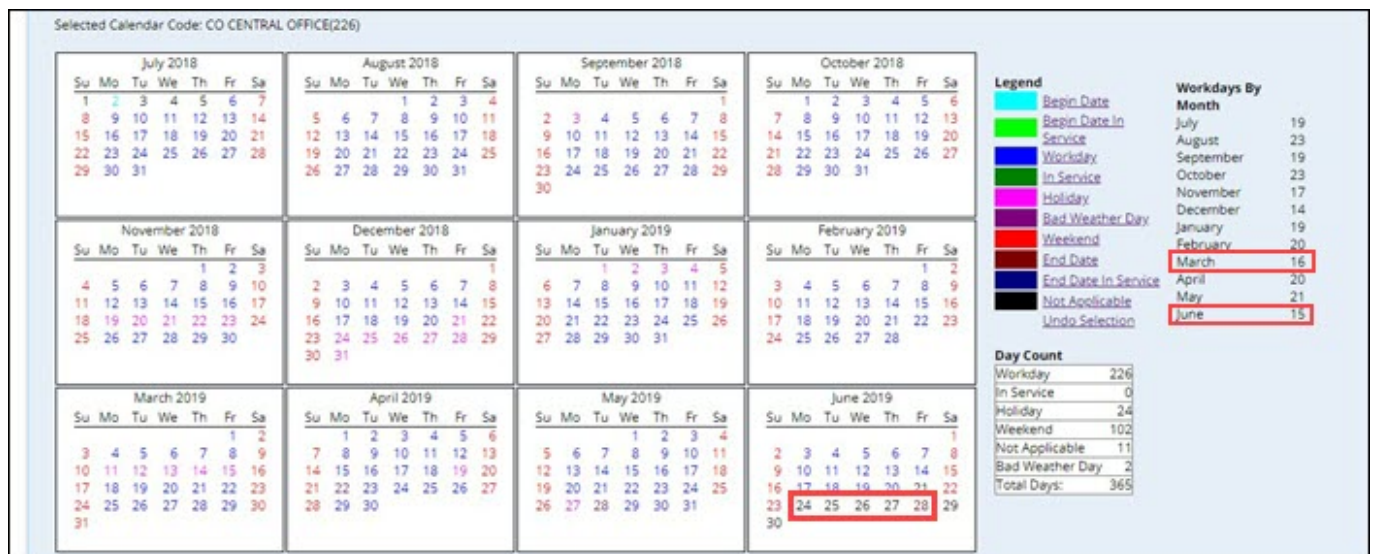 Selected Calendar Code: CO CENTRAL OFFICE(226)
July 2018
Su Mo Tu We Th Fr Sa
1 2 3 4 5 6 7
8 9 10 11 12 13 14
15 16 17 18 19 20 21
22 23 24 25 26 27 28
29 30 31
August 2018
Su Mo Tu We Th Fr Sa
1 2 3 4
5 6 7 8 9 10 11
12 13 14 15 16 17 18
19 20 21 22 23 24 25
26 27 28 29 30 31
September 2018
Su Mo Tu We Th Fr Sa
1
2 3 4 5 6 7 8
9 10 11 12 13 14 15
16 17 18 19 20 21 22
23 24 25 26 27 28 29
30
October 2018
Su Mo Tu We Th Fr Sa
1 2 3 4 5 6
7 8 9 10 11 12 13
14 15 16 17 18 19 20
21 22 23 24 25 26 27
28 29 30 31
November 2018
Su Mo Tu We Th Fr Sa
1 2 3
4 5 6 7 8 9 10
11 12 13 14 15 16 17
18 19 20 21 22 23 24
25 26 27 28 29 30
December 2018
Su Mo Tu We Th Fr Sa
1
2 3 4 5 6 7 8
9 10 11 12 13 14 15
16 17 18 19 20 21 22
23 24 25 26 27 28 29
30 31
January 2019
Su Mo Tu We Th Fr Sa
1 2 3 4 5
6 7 8 9 10 11 12
13 14 15 16 17 18 19
20 21 22 23 24 25 26
27 28 29 30 31
February 2019
Su Mo Tu We Th Fr Sa
1 2
3 4 5 6 7 8 9
10 11 12 13 14 15 16
17 18 19 20 21 22 23
24 25 26 27 28
March 2019
Su Mo Tu We Th Fr Sa
1 2
3 4 5 6 7 8 9
10 11 12 13 14 15 16
17 18 19 20 21 22 23
24 25 26 27 28 29 30
31
April 2019
Su Mo Tu We Th Fr Sa
1 2 3 4 5 6
7 8 9 10 11 12 13
14 15 16 17 18 19 20
21 22 23 24 25 26 27
28 29 30
May 2019
Su Mo Tu We Th Fr Sa
1 2 3 4
5 6 7 8 9 10 11
12 13 14 15 16 17 18
19 20 21 22 23 24 25
26 27 28 29 30 31
June 2019
Su Mo Tu We Th Fr Sa
1
2 3 4 5 6 7 8
9 10 11 12 13 14 15
16 17 18 19 20 21 22
23 24 25 26 27 28 29
30
Legend
Begin Date
Begin Date In
Service
Workday
In Service
Holiday
Bad Weather Day
Weekend
End Date
End Date In Service
Not Applicable
Undo Selection
Workdays By
Month
July 19
August 23
September 19
October 23
November 17
December 14
January 19
February 20
March 16
April 20
May 21
June 15
Day Count
Workday 226
In Service 0
Holiday 24
Weekend 102
Not Applicable 11
Bad Weather Day 2
Total Days: 365